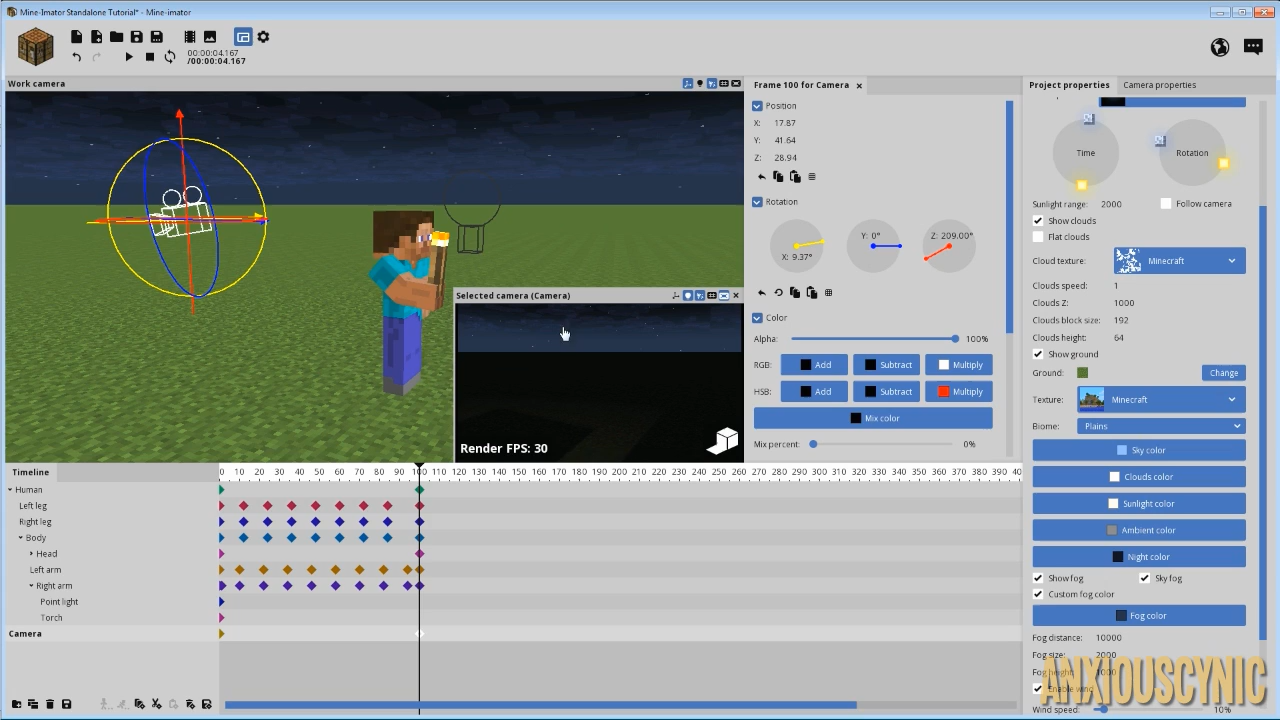 Mine-Imator Standalone Tutorial* - Mine-imator
00:00:04.167
/00:00:04.167
Work camera
Selected camera (Camera)
Render FPS: 30
Frame 100 for Camera
Position
X: 17.87
Y: 41.64
Z: 28.94
Rotation
X: 9.37°
Y: 0°
Z: 209.00°
Color
Alpha: 100%
RGB: Add Subtract Multiply
HSB: Add Subtract Multiply
Mix color
Mix percent: 0%
Project properties Camera properties
Time Rotation
Sunlight range: 2000 Follow camera
Show clouds
Flat clouds
Cloud texture: Minecraft
Clouds speed: 1
Clouds Z: 1000
Clouds block size: 192
Clouds height: 64
Show ground
Ground: Change
Texture: Minecraft
Biome: Plains
Sky color
Clouds color
Sunlight color
Ambient color
Night color
Show fog Sky fog
Custom fog color
Fog color
Fog distance: 10000
Fog size: 2000
Fog height: 1000
Enable wind
Wind speed: 10%
Timeline
0 10 20 30 40 50 60 70 80 90 100 110 120 130 140 150 160 170 180 190 200 210 220 230 240 250 260 270 280 290 300 310 320 330 340 350 360 370 380 390 40
Human
Left leg
Right leg
Body
Head
Left arm
Right arm
Point light
Torch
Camera
ANXIOUSCYNIC